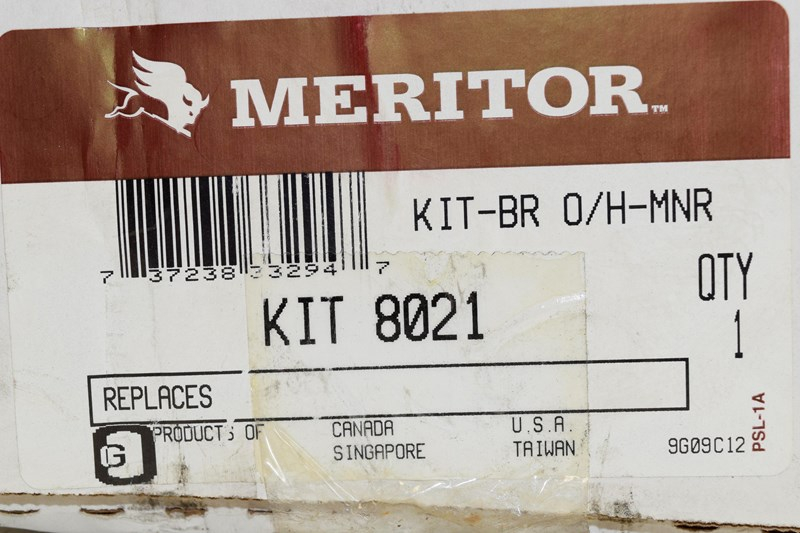 MERITOR™
KIT-BR O/H-MNR
7 37238 33294 7
QTY
1
KIT 8021
REPLACES
G
PRODUCTS OF CANADA U.S.A.
SINGAPORE TAIWAN
9G09C12
PSL-1A